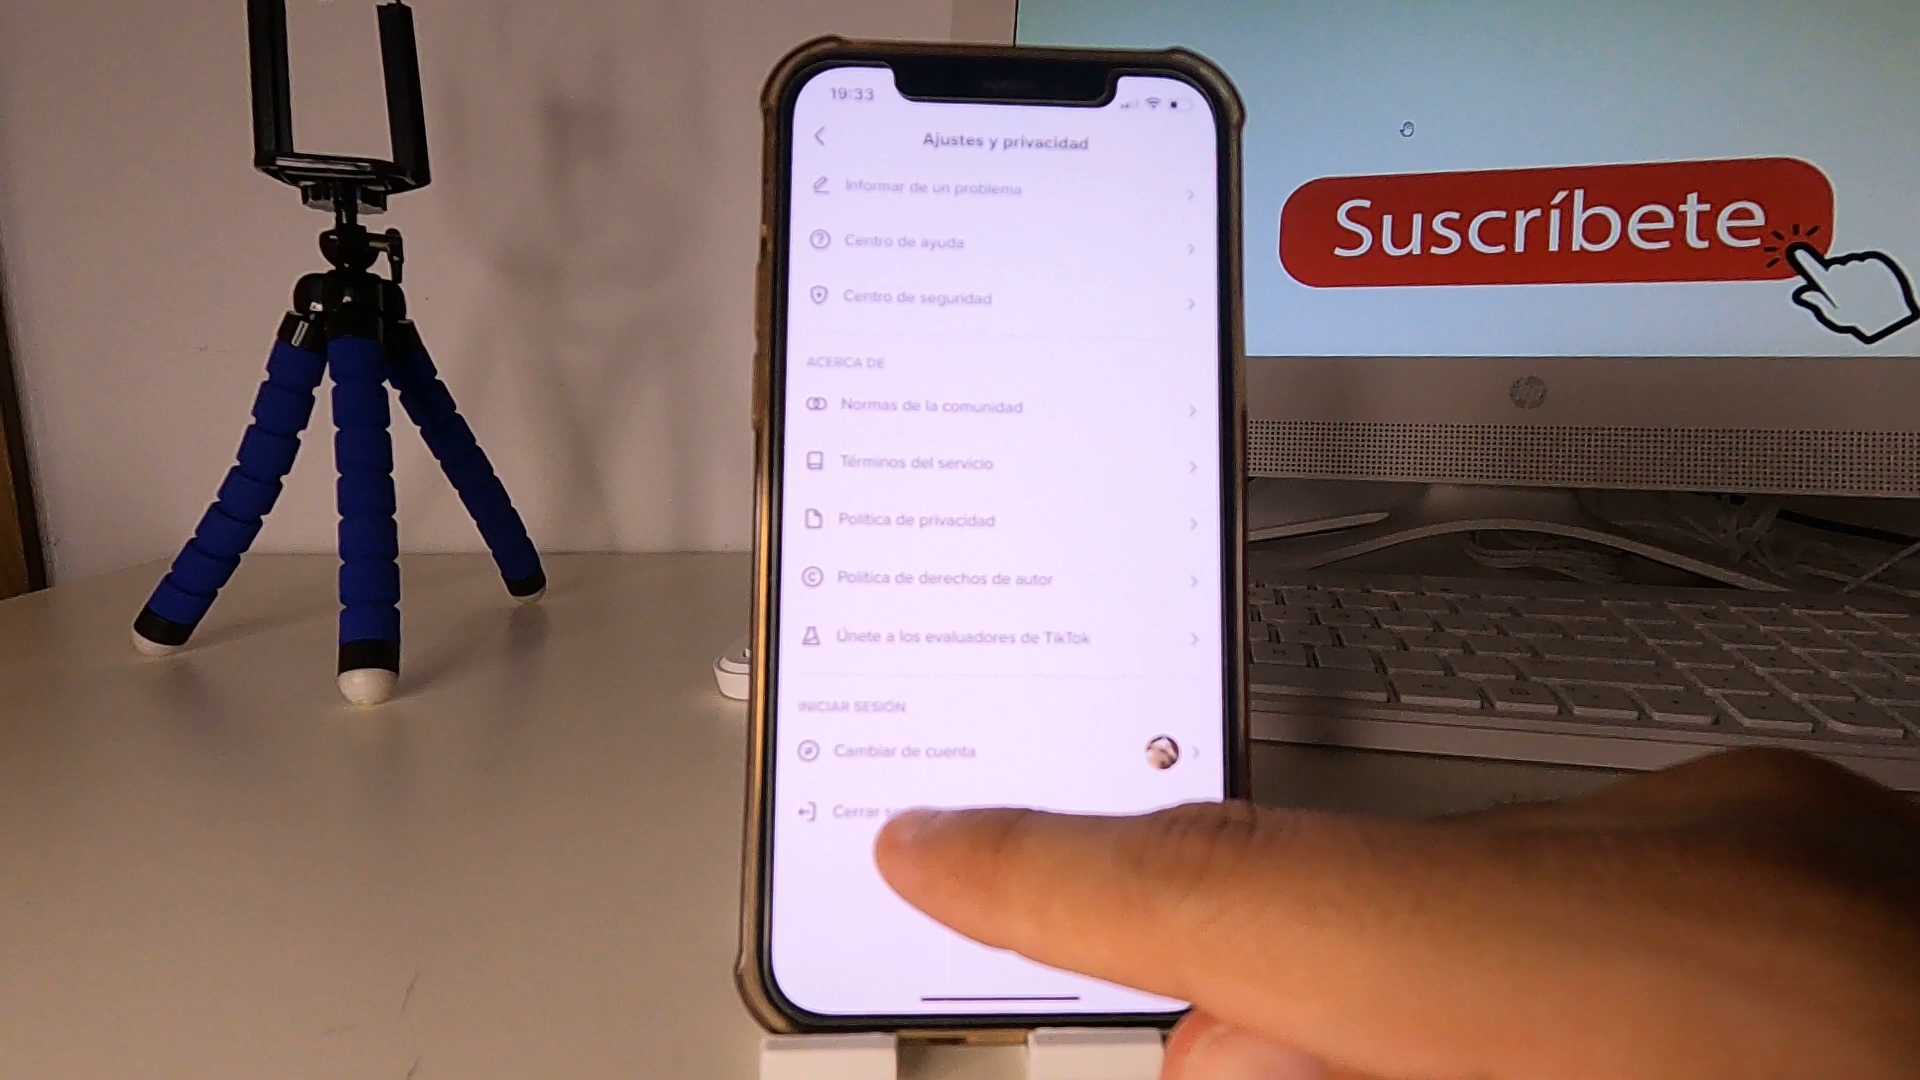 19:33
Ajustes y privacidad
Informar de un problema
Centro de ayuda
Centro de seguridad
ACERCA DE
Normas de la comunidad
Términos del servicio
Política de privacidad
Política de derechos de autor
Únete a los evaluadores de TikTok
INICIAR SESIÓN
Cambiar de cuenta
Cerrar
Suscríbete
hp